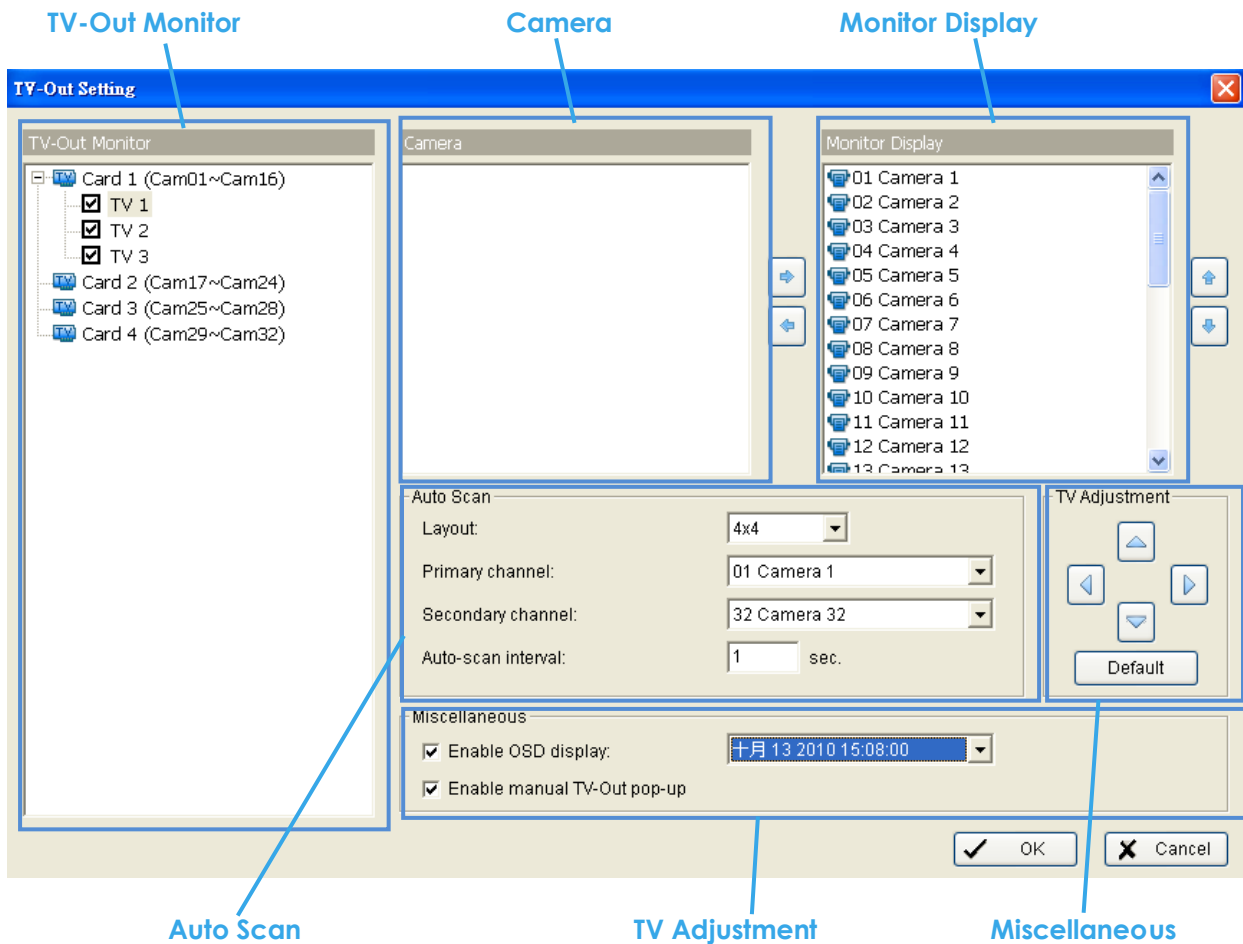 TV-Out Monitor
Camera
Monitor Display
TV-Out Setting
TV-Out Monitor
Card 1 (Cam01~Cam16)
TV 1
TV 2
TV 3
Card 2 (Cam17~Cam24)
Card 3 (Cam25~Cam28)
Card 4 (Cam29~Cam32)
Camera
Monitor Display
01 Camera 1
02 Camera 2
03 Camera 3
04 Camera 4
05 Camera 5
06 Camera 6
07 Camera 7
08 Camera 8
09 Camera 9
10 Camera 10
11 Camera 11
12 Camera 12
13 Camera 13
Auto Scan
Layout: 4x4
Primary channel: 01 Camera 1
Secondary channel: 32 Camera 32
Auto-scan interval: 1 sec.
TV Adjustment
Default
Miscellaneous
Enable OSD display: 十月 13 2010 15:08:00
Enable manual TV-Out pop-up
OK
Cancel
Auto Scan
TV Adjustment
Miscellaneous